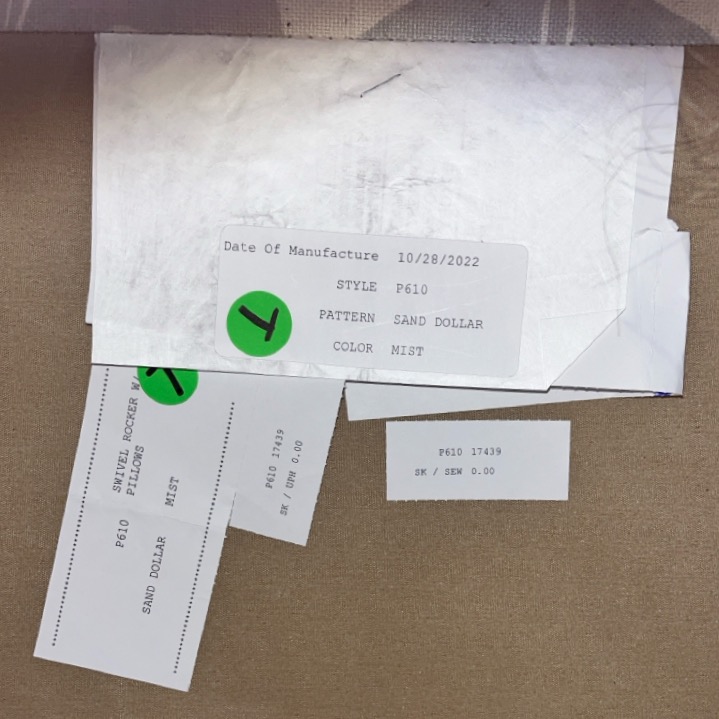 Date Of Manufacture 10/28/2022
STYLE P610
PATTERN SAND DOLLAR
COLOR MIST
SWIVEL ROCKER W/
PILLOWS
P610
MIST
SAND DOLLAR
P610 17439
SK / UPH 0.00
P610 17439
SK / SEW 0.00